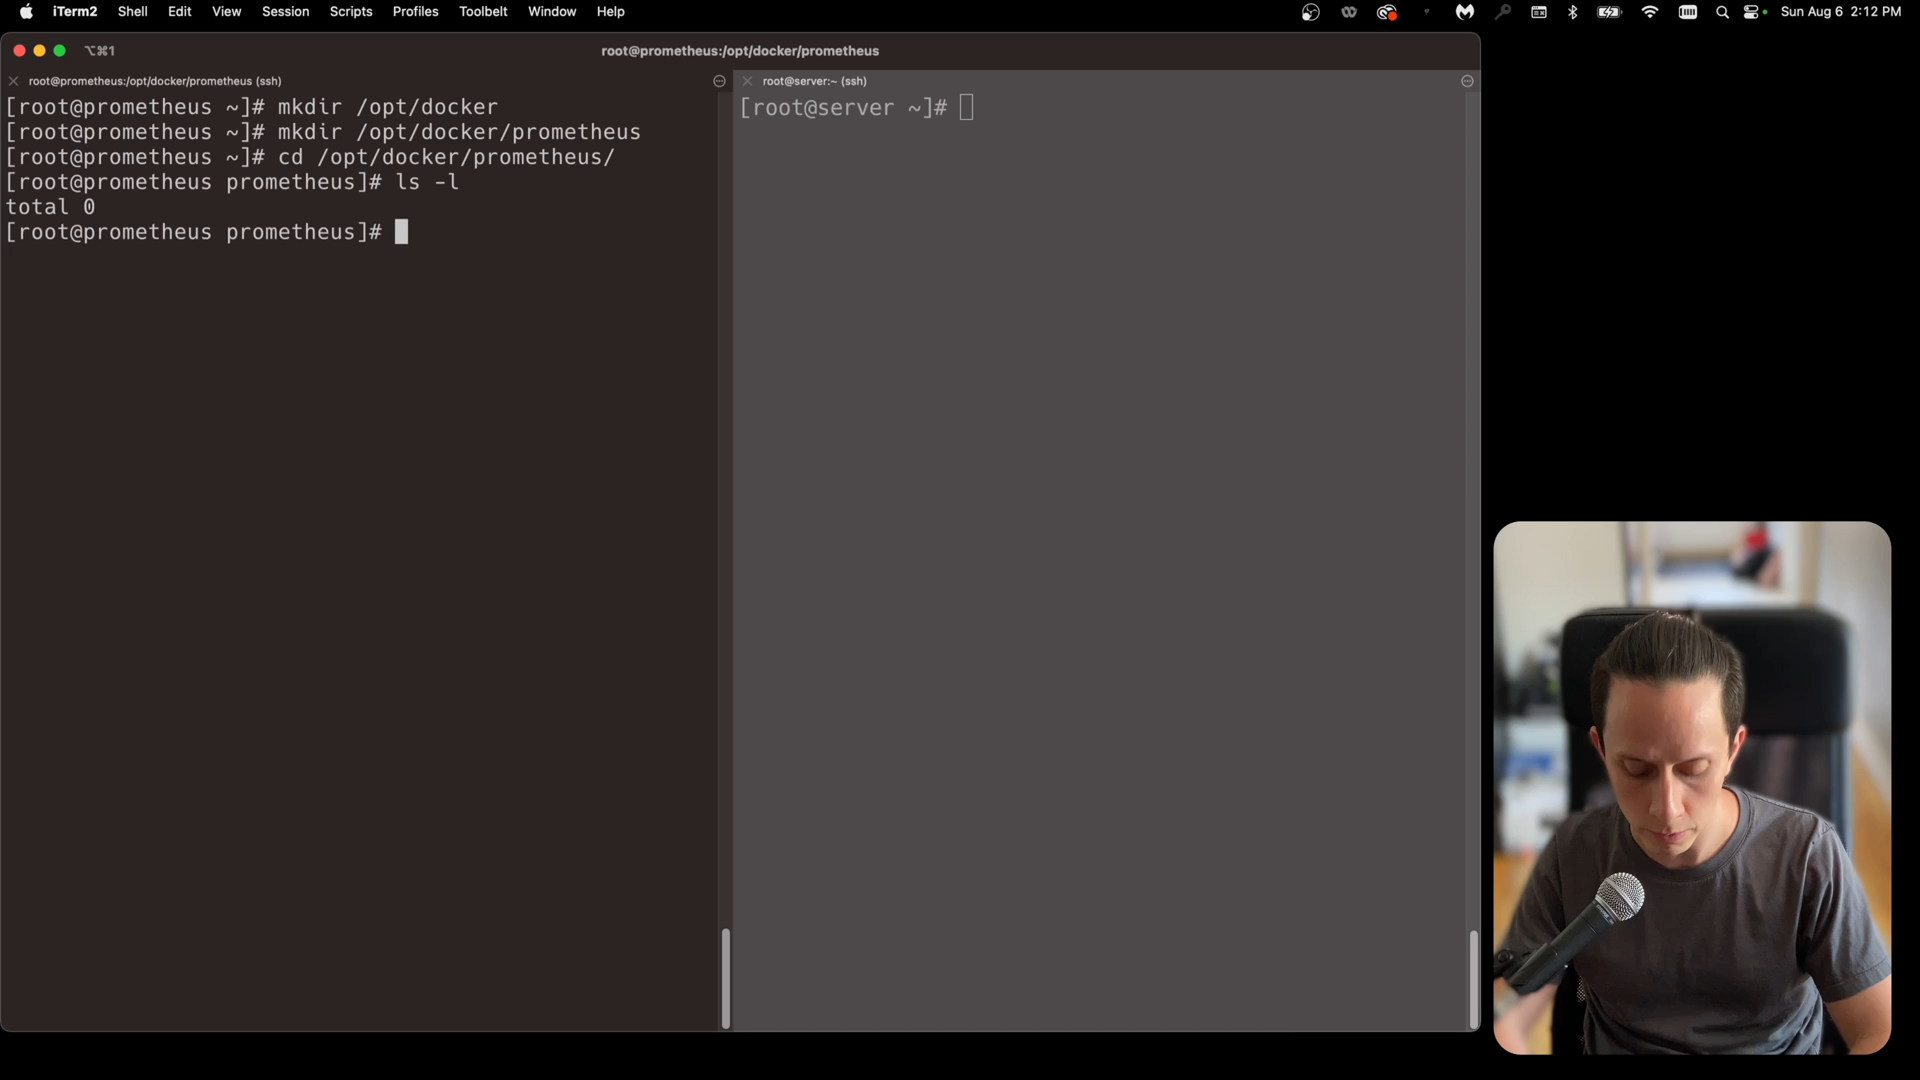 iTerm2 Shell Edit View Session Scripts Profiles Toolbelt Window Help Sun Aug 6 2:12 PM
⌥⌘1 root@prometheus:/opt/docker/prometheus
root@prometheus:/opt/docker/prometheus (ssh)
[root@prometheus ~]# mkdir /opt/docker
[root@prometheus ~]# mkdir /opt/docker/prometheus
[root@prometheus ~]# cd /opt/docker/prometheus/
[root@prometheus prometheus]# ls -l
total 0
[root@prometheus prometheus]#
root@server:~ (ssh)
[root@server ~]#